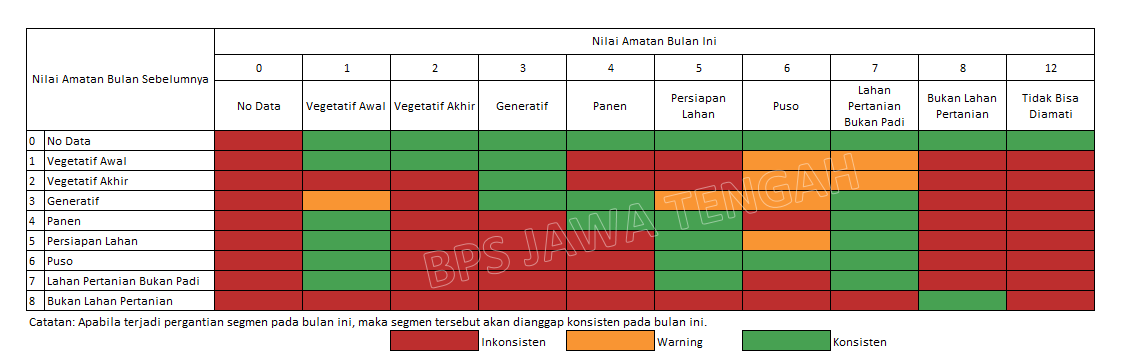 Nilai Amatan Bulan Sebelumnya
Nilai Amatan Bulan Ini
0 1 2 3 4 5 6 7 8 12
No Data Vegetatif Awal Vegetatif Akhir Generatif Panen Persiapan Lahan Puso Lahan Pertanian Bukan Padi Bukan Lahan Pertanian Tidak Bisa Diamati
0 No Data
1 Vegetatif Awal
2 Vegetatif Akhir
3 Generatif
4 Panen
5 Persiapan Lahan
6 Puso
7 Lahan Pertanian Bukan Padi
8 Bukan Lahan Pertanian
BPS JAWA TENGAH
Catatan: Apabila terjadi pergantian segmen pada bulan ini, maka segmen tersebut akan dianggap konsisten pada bulan ini.
Inkonsisten Warning Konsisten